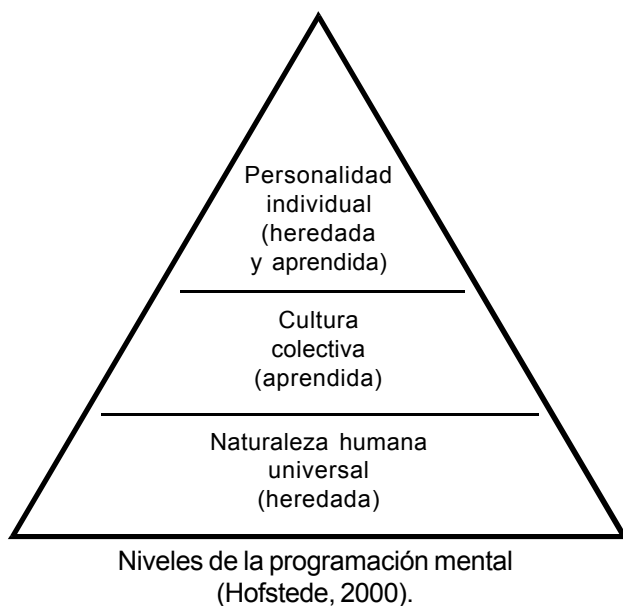 Personalidad
individual
(heredada
y aprendida)
Cultura
colectiva
(aprendida)
Naturaleza humana
universal
(heredada)
Niveles de la programación mental
(Hofstede, 2000).